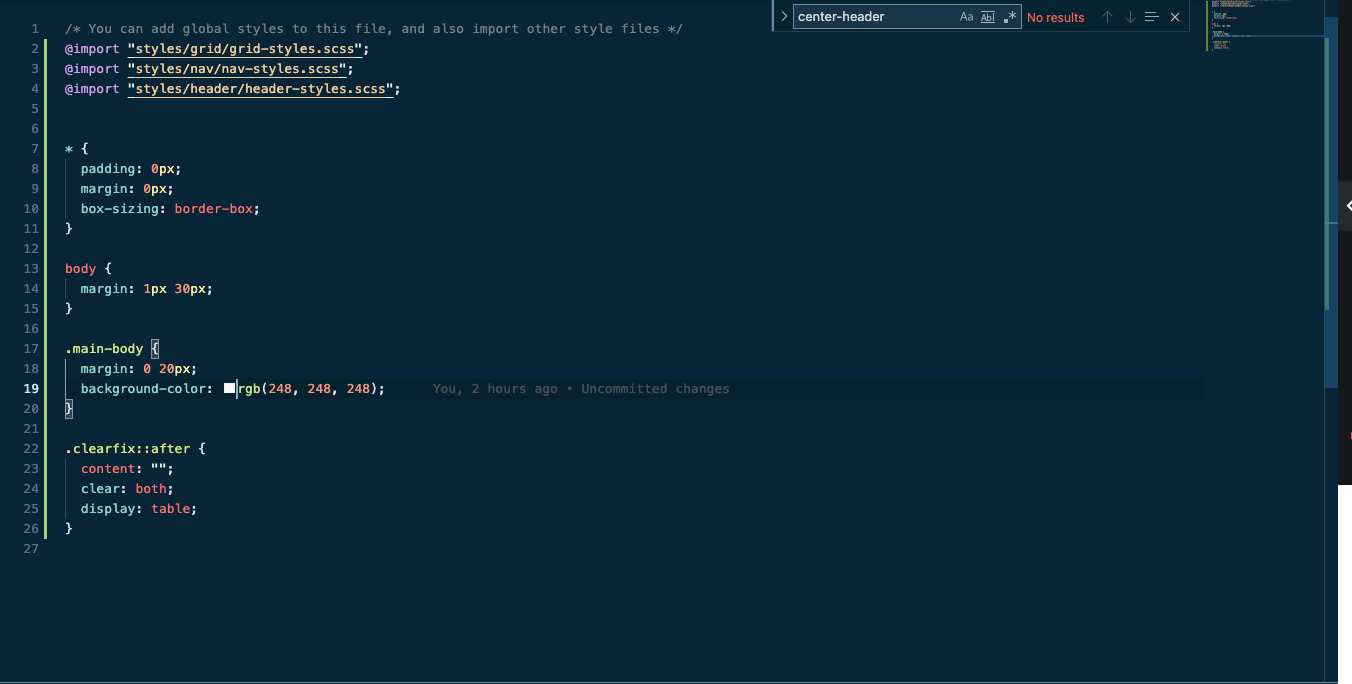 center-header Aa Ab .* No results
1 /* You can add global styles to this file, and also import other style files */
2 @import "styles/grid/grid-styles.scss";
3 @import "styles/nav/nav-styles.scss";
4 @import "styles/header/header-styles.scss";
5
6
7 * {
8 padding: 0px;
9 margin: 0px;
10 box-sizing: border-box;
11 }
12
13 body {
14 margin: 1px 30px;
15 }
16
17 .main-body {
18 margin: 0 20px;
19 background-color: rgb(248, 248, 248); You, 2 hours ago • Uncommitted changes
20 }
21
22 .clearfix::after {
23 content: "";
24 clear: both;
25 display: table;
26 }
27